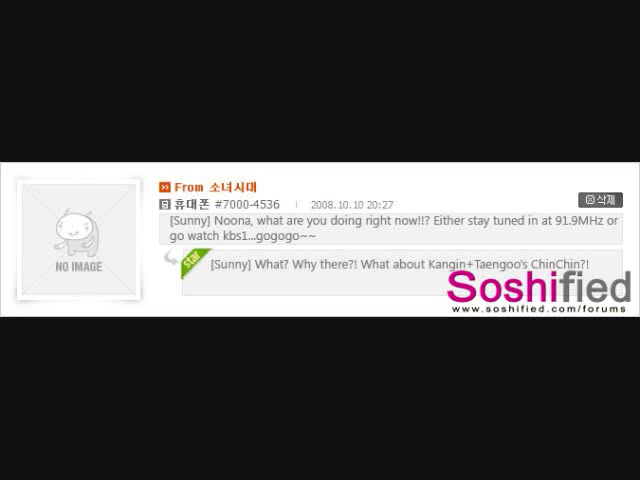 From 소녀시대
휴대폰 #7000-4536 | 2008.10.10 20:27
삭제
[Sunny] Noona, what are you doing right now!!? Either stay tuned in at 91.9MHz or
go watch kbs1...gogogo~~
star
[Sunny] What? Why there?! What about Kangin+Taengoo's ChinChin?!
NO IMAGE
Soshified
www.soshified.com/forums